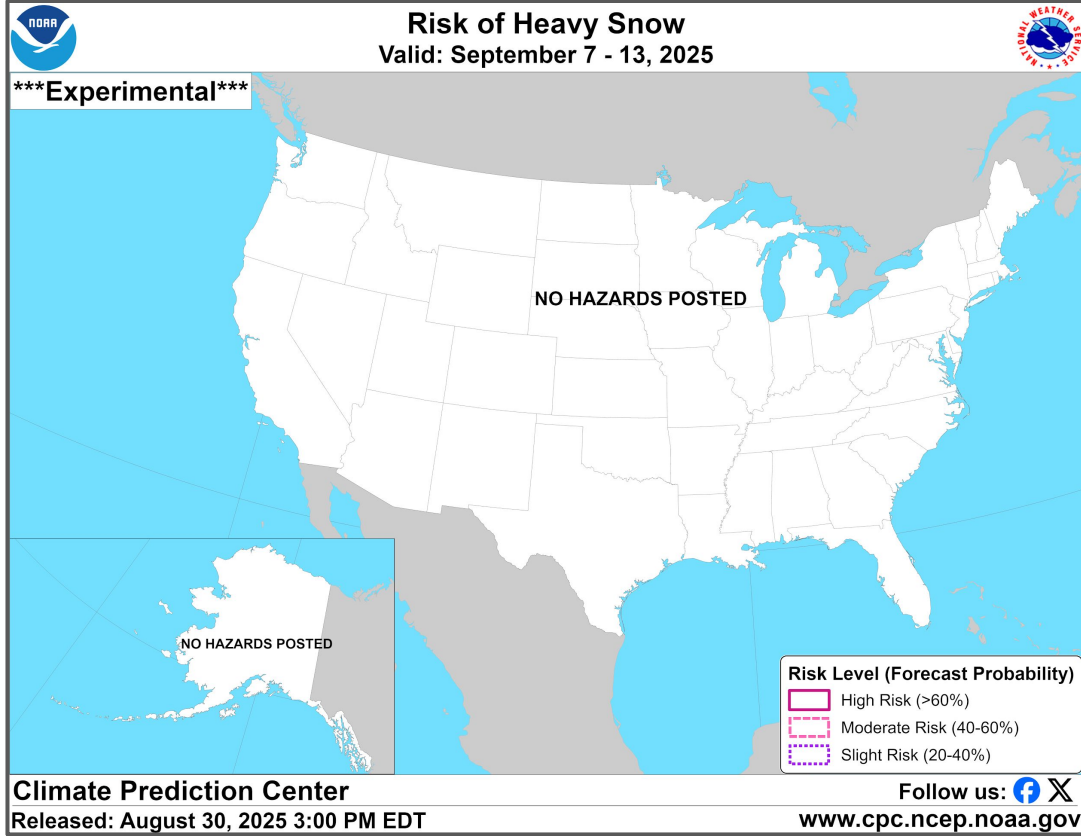 NOAA
Risk of Heavy Snow
Valid: September 7 - 13, 2025
NATIONAL WEATHER SERVICE
***Experimental***
NO HAZARDS POSTED
NO HAZARDS POSTED
Risk Level (Forecast Probability)
High Risk (>60%)
Moderate Risk (40-60%)
Slight Risk (20-40%)
Climate Prediction Center
Follow us:
Released: August 30, 2025 3:00 PM EDT
www.cpc.ncep.noaa.gov